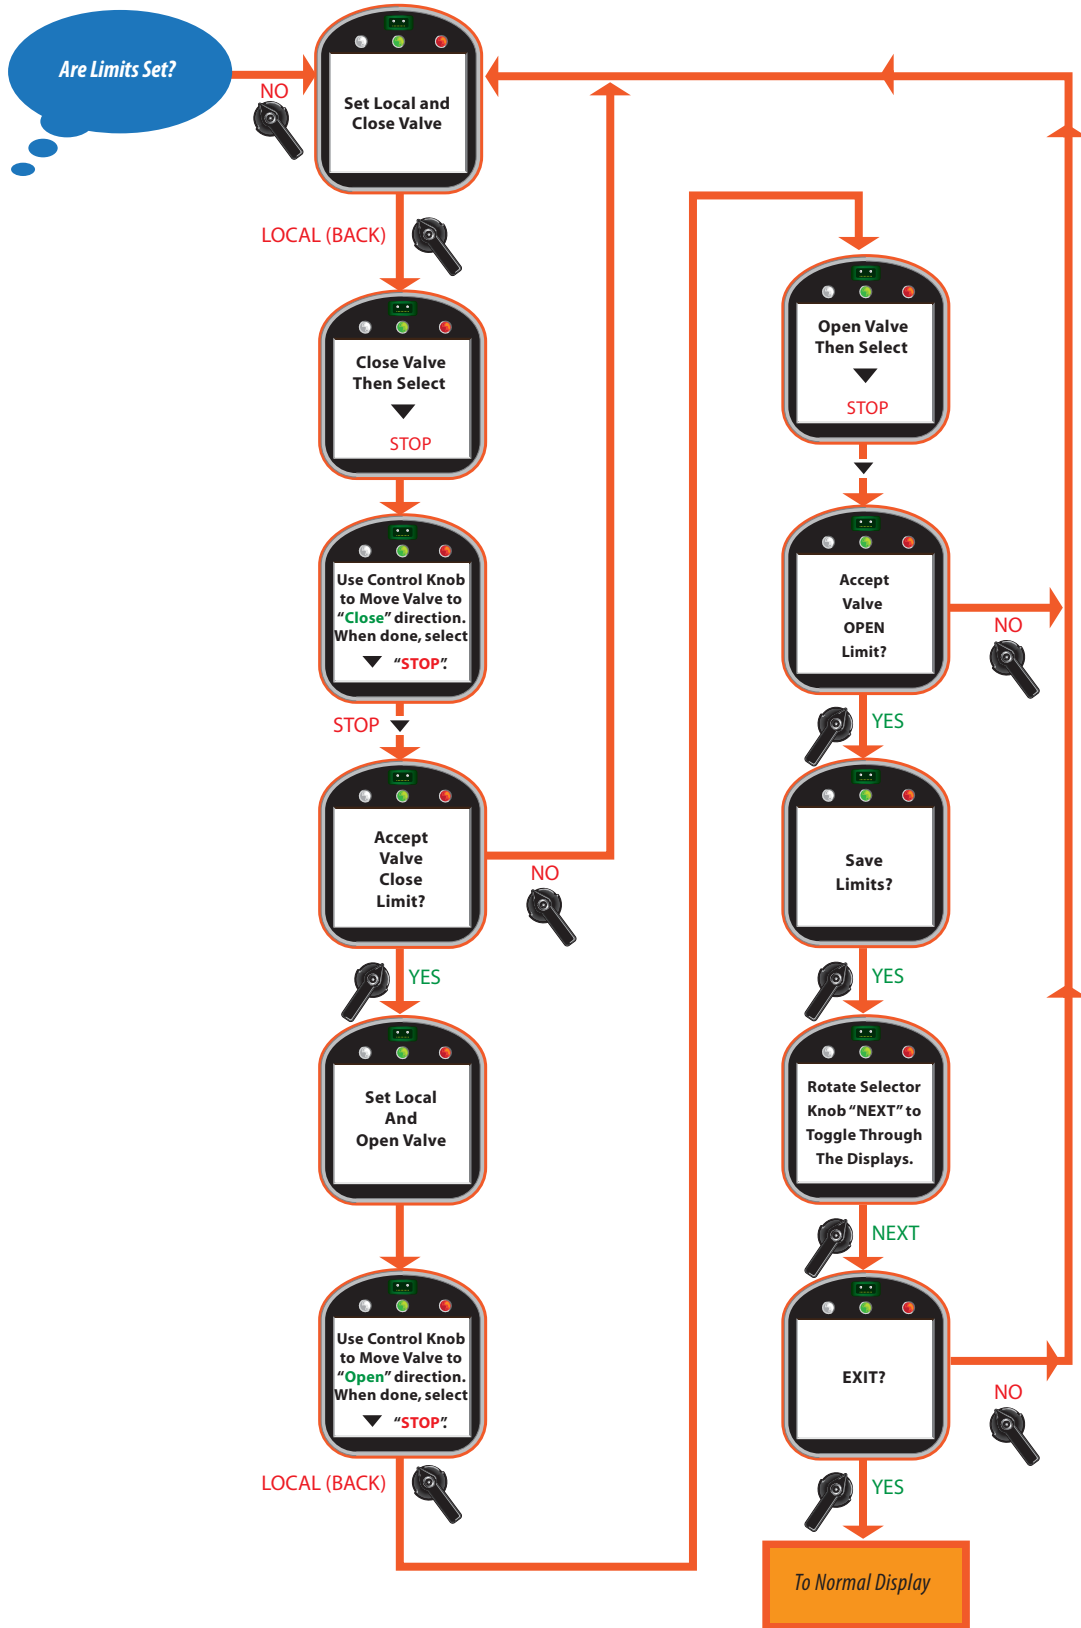 Are Limits Set?
NO
Set Local and
Close Valve
LOCAL (BACK)
Close Valve
Then Select
STOP
Use Control Knob
to Move Valve to
“Close” direction.
When done, select
“STOP”.
STOP
Accept
Valve
Close
Limit?
NO
YES
Set Local
And
Open Valve
Use Control Knob
to Move Valve to
“Open” direction.
When done, select
“STOP”.
LOCAL (BACK)
Open Valve
Then Select
STOP
Accept
Valve
OPEN
Limit?
NO
YES
Save
Limits?
YES
Rotate Selector
Knob “NEXT” to
Toggle Through
The Displays.
NEXT
EXIT?
NO
YES
To Normal Display